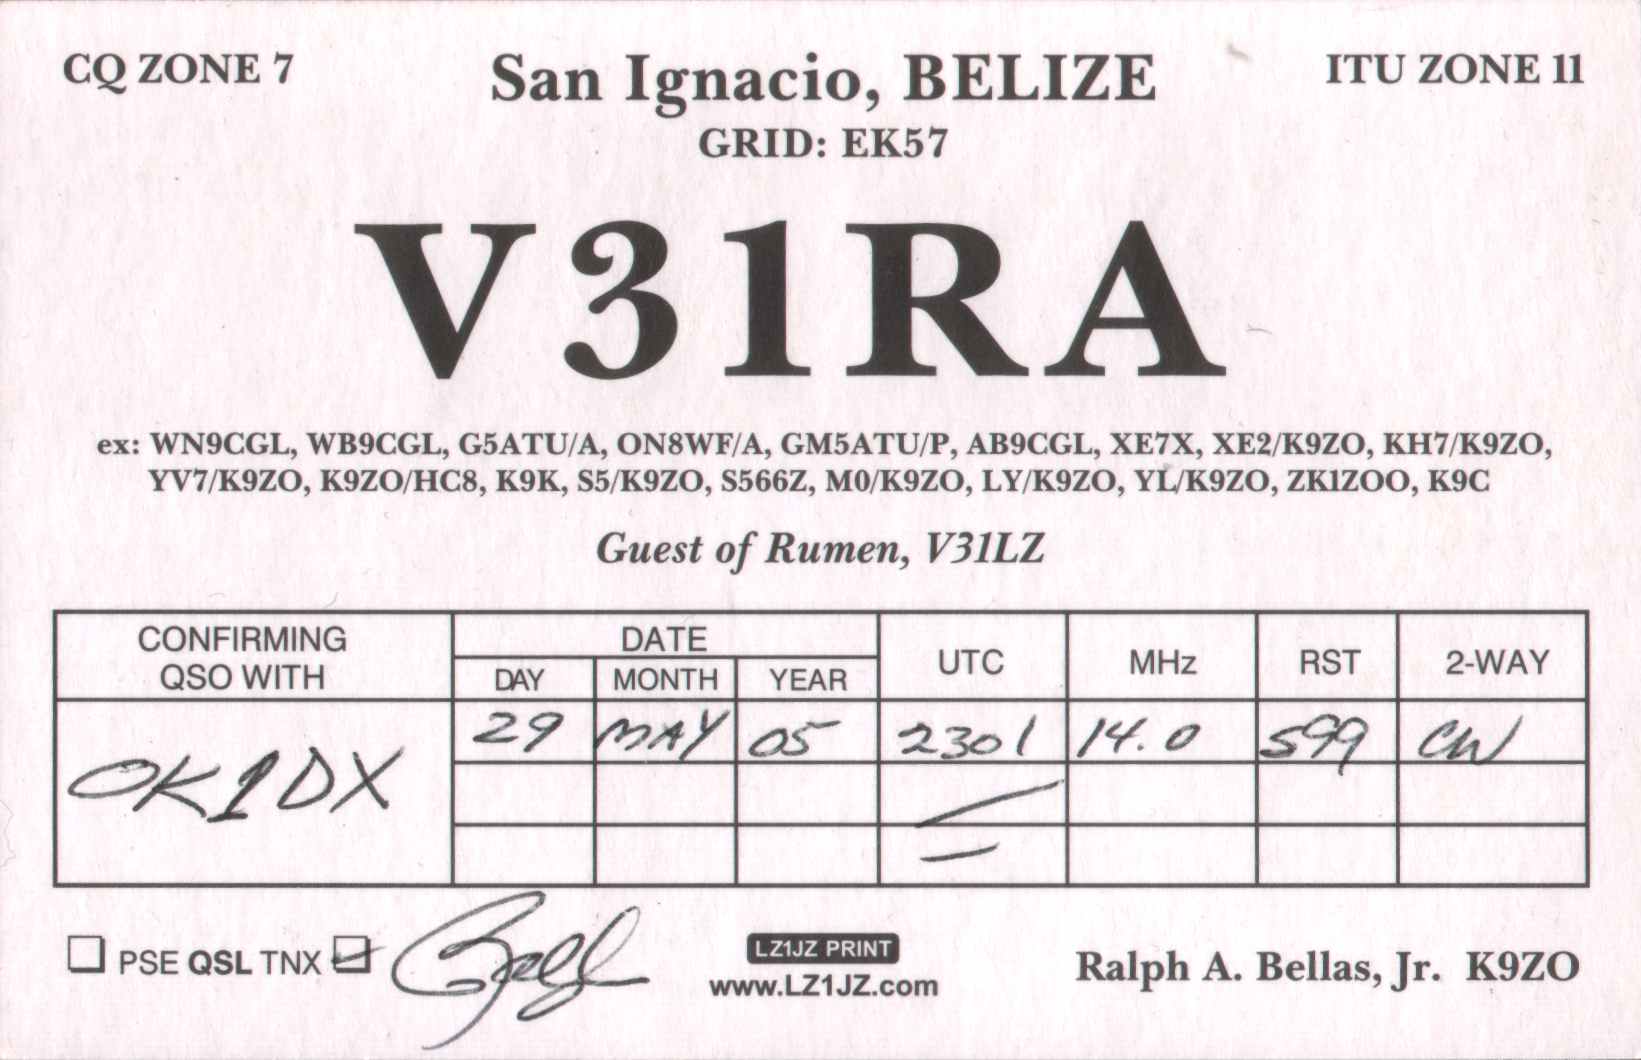 CQ ZONE 7
San Ignacio, BELIZE
ITU ZONE 11
GRID: EK57
V31RA
ex: WN9CGL, WB9CGL, G5ATU/A, ON8WF/A, GM5ATU/P, AB9CGL, XE7X, XE2/K9ZO, KH7/K9ZO,
YV7/K9ZO, K9ZO/HC8, K9K, S5/K9ZO, S566Z, M0/K9ZO, LY/K9ZO, YL/K9ZO, ZK1ZOO, K9C
Guest of Rumen, V31LZ
CONFIRMING
QSO WITH
DATE
DAY MONTH YEAR
UTC
MHz
RST
2-WAY
OK1DX
29 MAY 05 2301 14.0 599 CW
PSE QSL TNX
LZ1JZ PRINT
www.LZ1JZ.com
Ralph A. Bellas, Jr. K9ZO